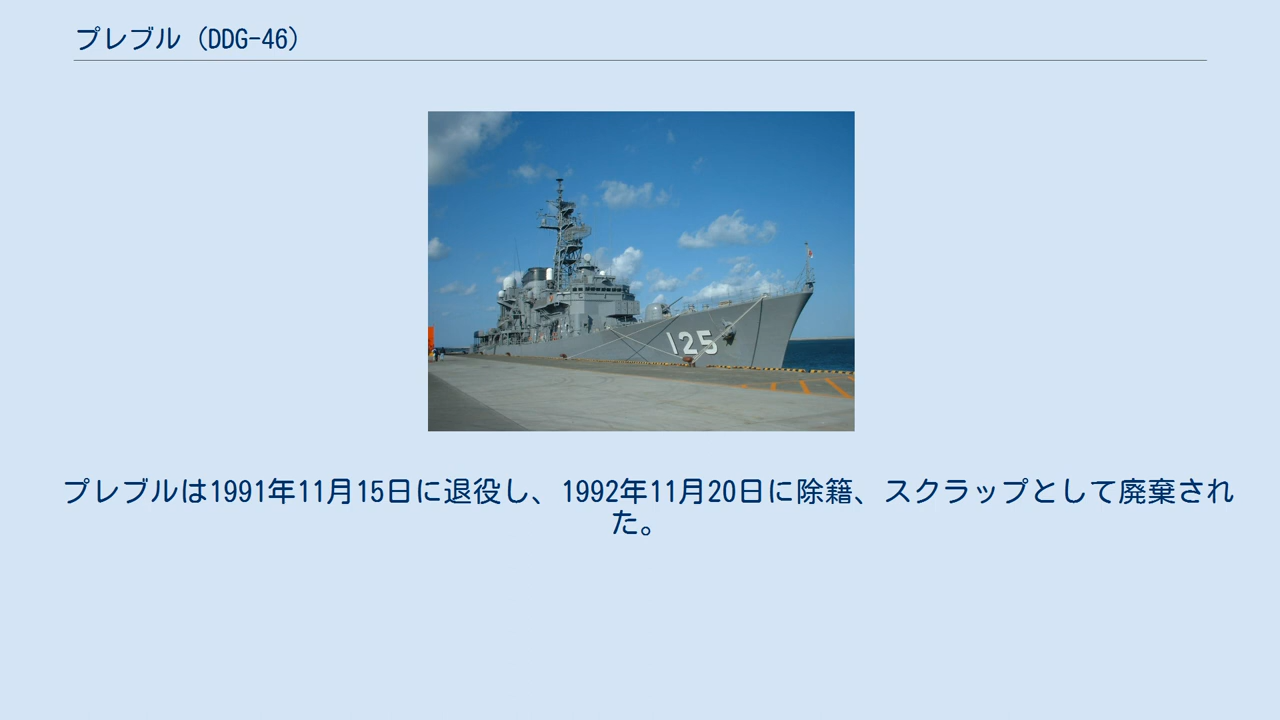 プレブル（DDG-46）
125
プレブルは1991年11月15日に退役し、1992年11月20日に除籍、スクラップとして廃棄され
た。